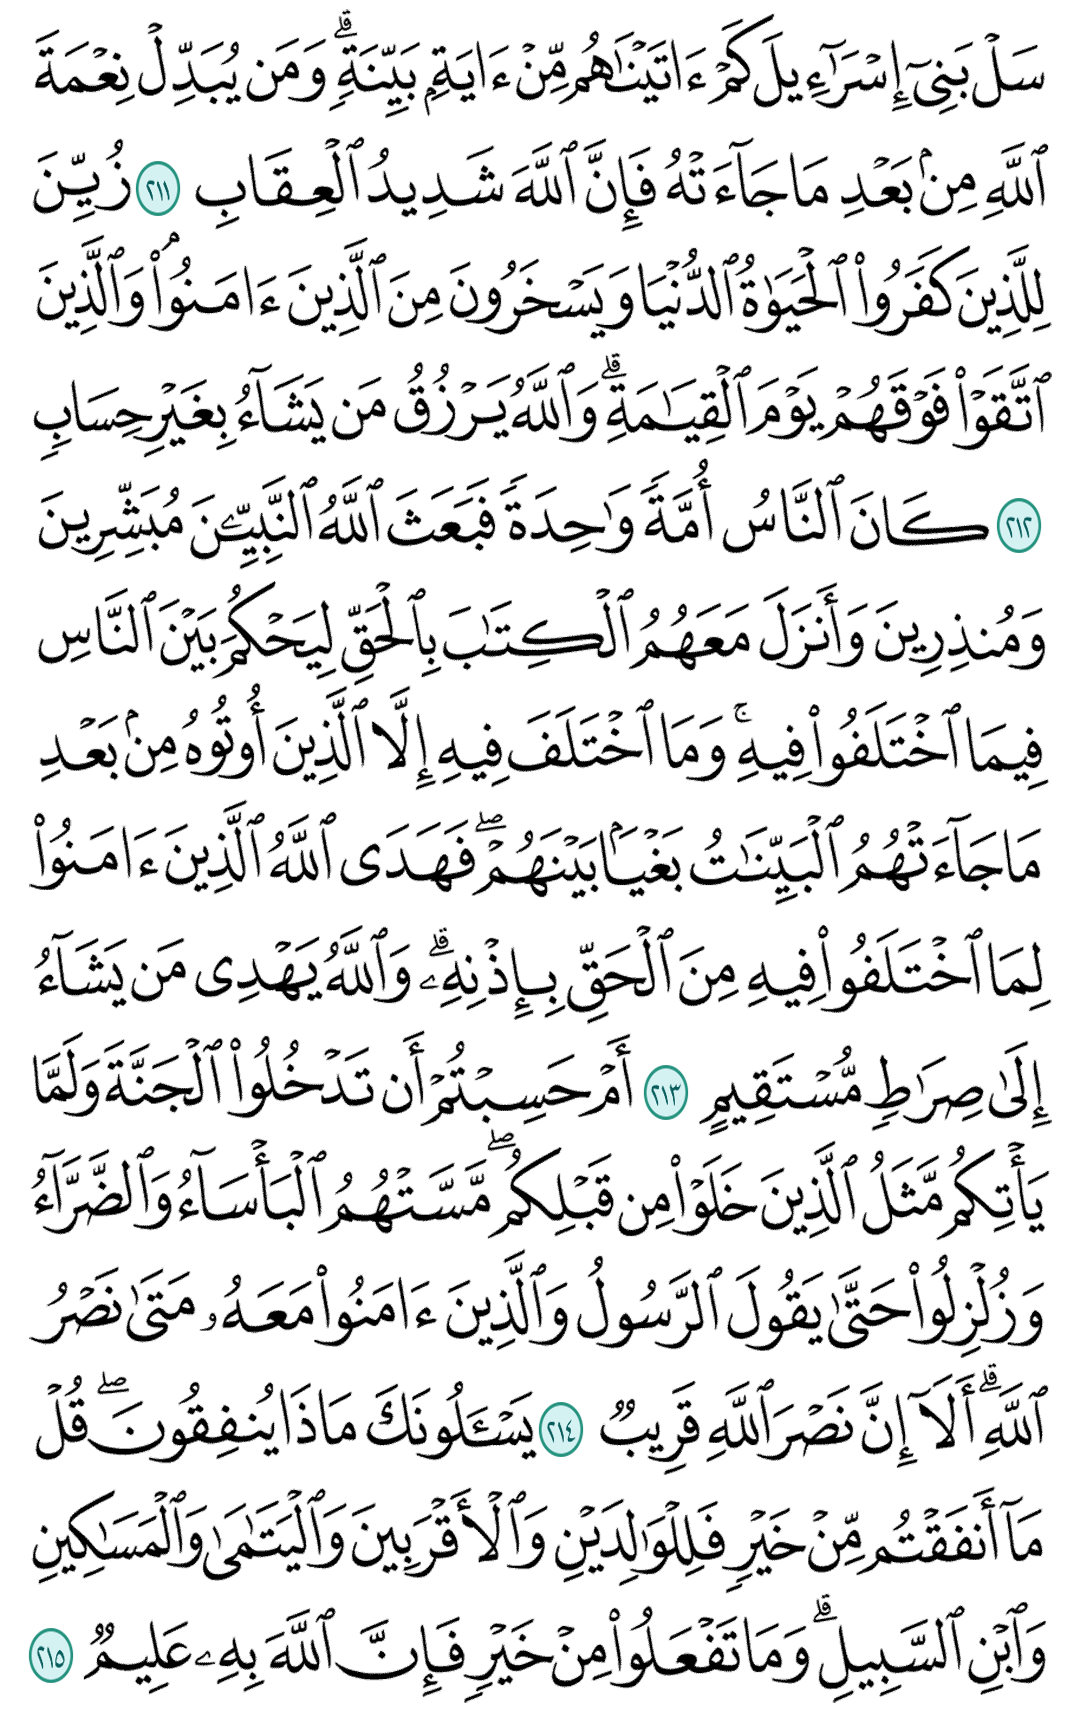 سَلۡ بَنِيٓ إِسۡرَٰٓءِيلَ كَمۡ ءَاتَيۡنَٰهُم مِّنۡ ءَايَةِۭ بَيِّنَةٖۗ وَمَن يُبَدِّلۡ نِعۡمَةَ
ٱللَّهِ مِنۢ بَعۡدِ مَا جَآءَتۡهُ فَإِنَّ ٱللَّهَ شَدِيدُ ٱلۡعِقَابِ ٢١١ زُيِّنَ
لِلَّذِينَ كَفَرُواْ ٱلۡحَيَوٰةُ ٱلدُّنۡيَا وَيَسۡخَرُونَ مِنَ ٱلَّذِينَ ءَامَنُواْۘ وَٱلَّذِينَ
ٱتَّقَوۡاْ فَوۡقَهُمۡ يَوۡمَ ٱلۡقِيَٰمَةِۗ وَٱللَّهُ يَرۡزُقُ مَن يَشَآءُ بِغَيۡرِ حِسَابٖ
٢١٢ كَانَ ٱلنَّاسُ أُمَّةٗ وَٰحِدَةٗ فَبَعَثَ ٱللَّهُ ٱلنَّبِيِّـۧنَ مُبَشِّرِينَ
وَمُنذِرِينَ وَأَنزَلَ مَعَهُمُ ٱلۡكِتَٰبَ بِٱلۡحَقِّ لِيَحۡكُمَ بَيۡنَ ٱلنَّاسِ
فِيمَا ٱخۡتَلَفُواْ فِيهِۚ وَمَا ٱخۡتَلَفَ فِيهِ إِلَّا ٱلَّذِينَ أُوتُوهُ مِنۢ بَعۡدِ
مَا جَآءَتۡهُمُ ٱلۡبَيِّنَٰتُ بَغۡيَۢا بَيۡنَهُمۡۖ فَهَدَى ٱللَّهُ ٱلَّذِينَ ءَامَنُواْ
لِمَا ٱخۡتَلَفُواْ فِيهِ مِنَ ٱلۡحَقِّ بِإِذۡنِهِۦۗ وَٱللَّهُ يَهۡدِي مَن يَشَآءُ
إِلَىٰ صِرَٰطٖ مُّسۡتَقِيمٍ ٢١٣ أَمۡ حَسِبۡتُمۡ أَن تَدۡخُلُواْ ٱلۡجَنَّةَ وَلَمَّا
يَأۡتِكُم مَّثَلُ ٱلَّذِينَ خَلَوۡاْ مِن قَبۡلِكُمۖ مَّسَّتۡهُمُ ٱلۡبَأۡسَآءُ وَٱلضَّرَّآءُ
وَزُلۡزِلُواْ حَتَّىٰ يَقُولَ ٱلرَّسُولُ وَٱلَّذِينَ ءَامَنُواْ مَعَهُۥ مَتَىٰ نَصۡرُ
ٱللَّهِۗ أَلَآ إِنَّ نَصۡرَ ٱللَّهِ قَرِيبٞ ٢١٤ يَسۡـَٔلُونَكَ مَاذَا يُنفِقُونَۖ قُلۡ
مَآ أَنفَقۡتُم مِّنۡ خَيۡرٖ فَلِلۡوَٰلِدَيۡنِ وَٱلۡأَقۡرَبِينَ وَٱلۡيَتَٰمَىٰ وَٱلۡمَسَٰكِينِ
وَٱبۡنِ ٱلسَّبِيلِۗ وَمَا تَفۡعَلُواْ مِنۡ خَيۡرٖ فَإِنَّ ٱللَّهَ بِهِۦ عَلِيمٞ ٢١٥